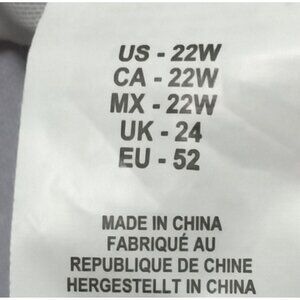 US - 22W
CA - 22W
MX - 22W
UK - 24
EU - 52
MADE IN CHINA
FABRIQUÉ AU
REPUBLIQUE DE CHINE
HERGESTELLT IN CHINA